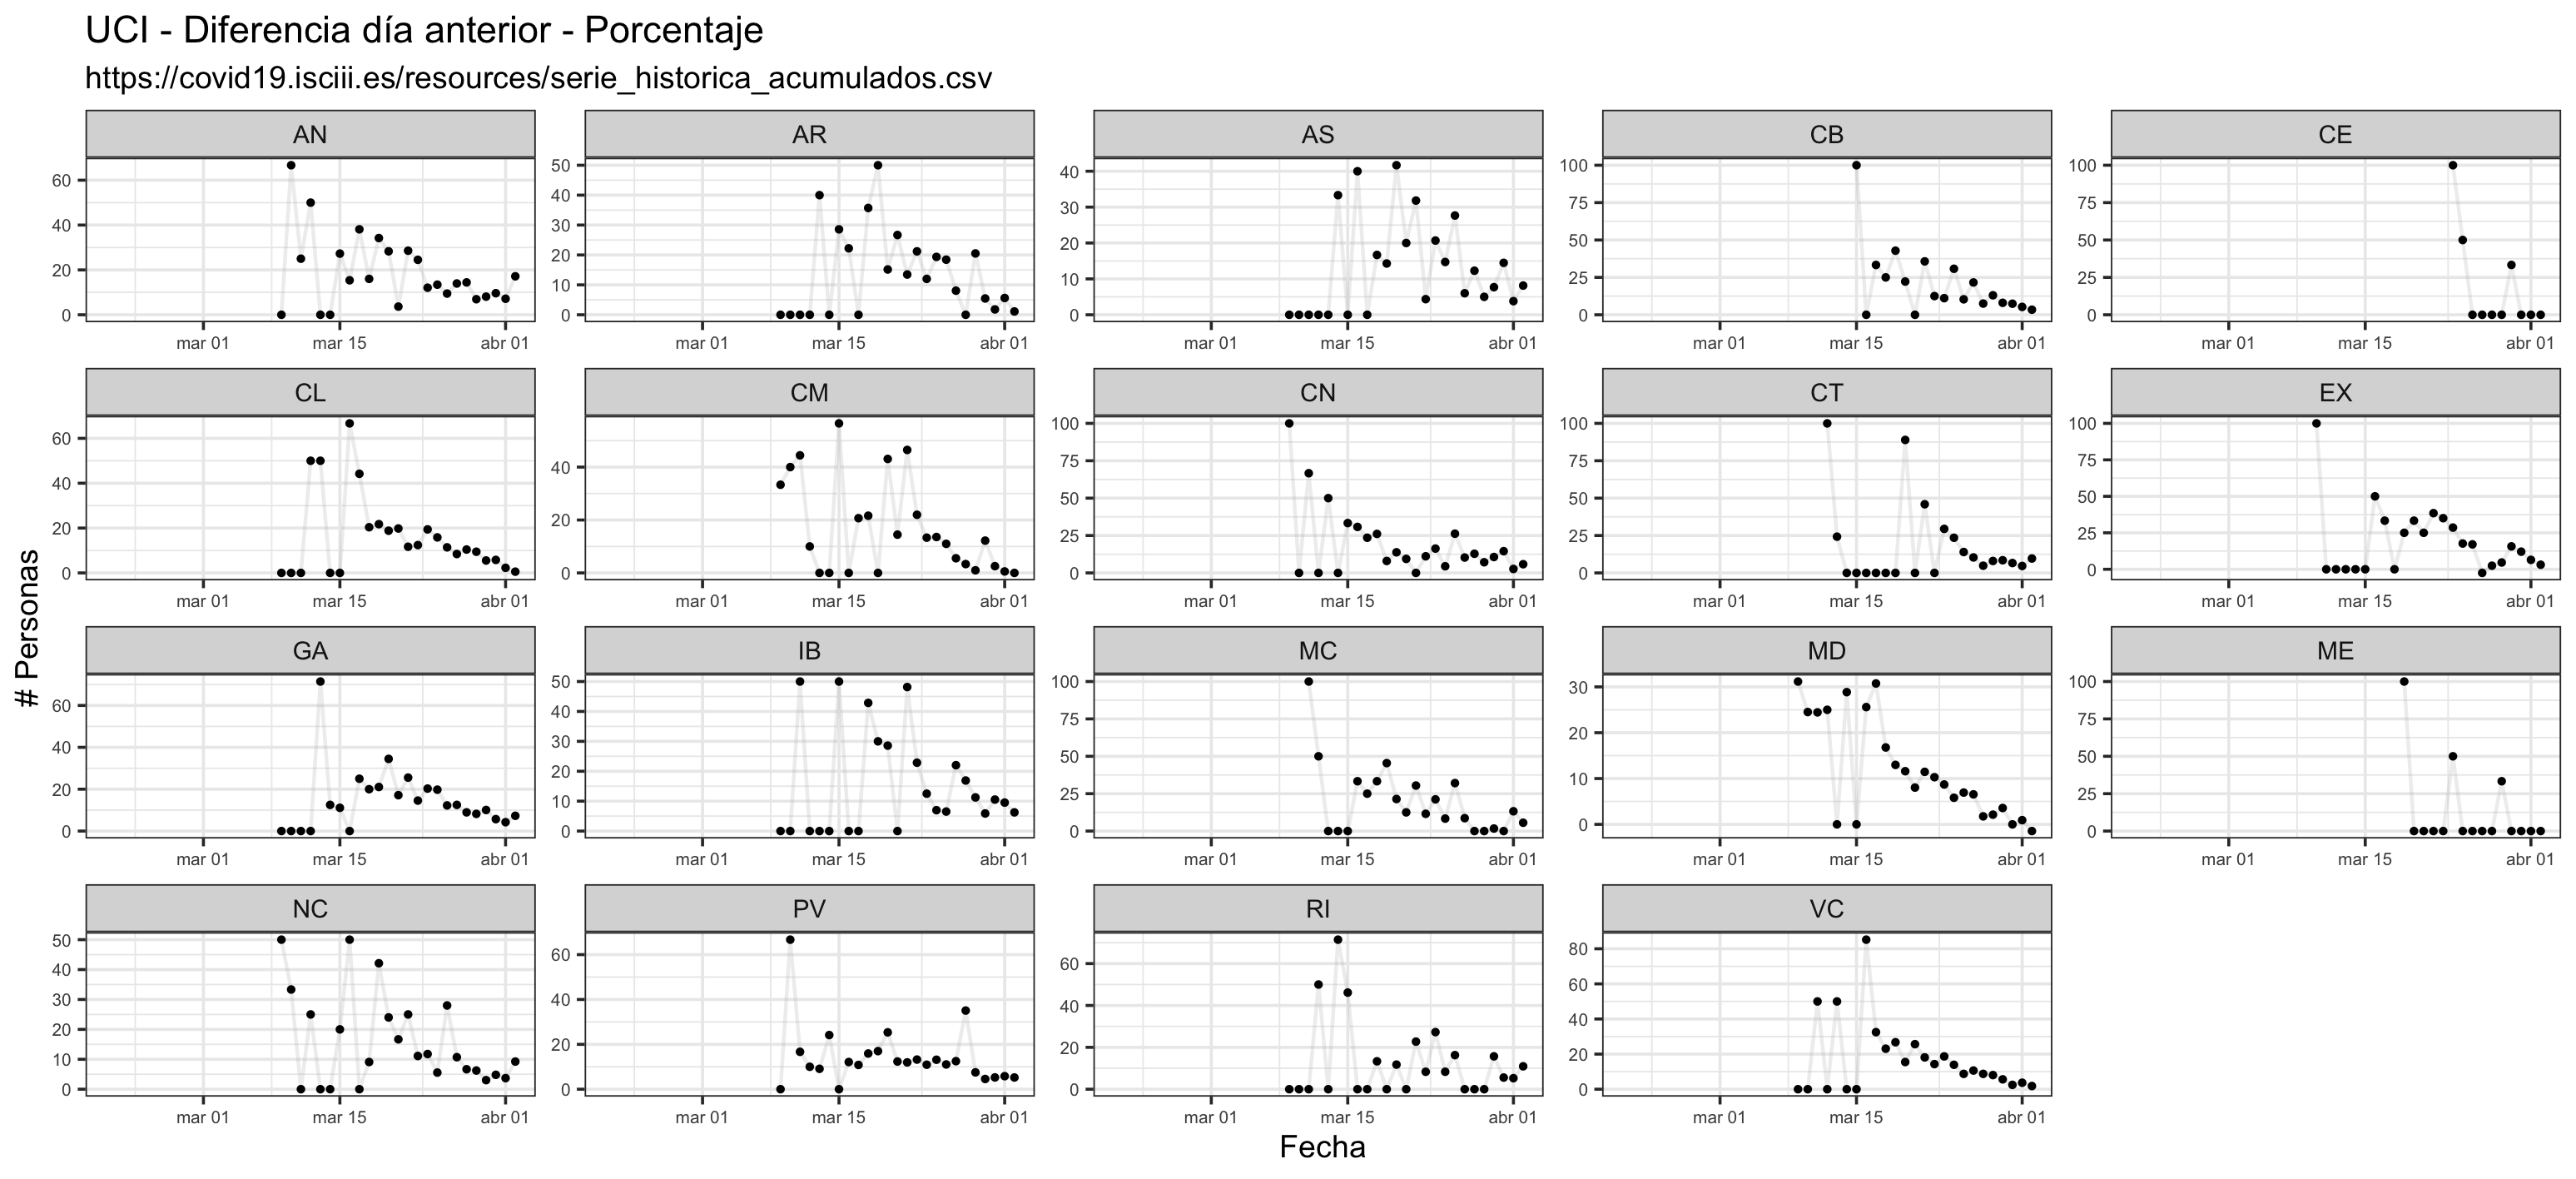 UCI - Diferencia día anterior - Porcentaje
https://covid19.isciii.es/resources/serie_historica_acumulados.csv
# Personas
AN
60
40
20
0
mar 01 mar 15 abr 01
AR
50
40
30
20
10
0
mar 01 mar 15 abr 01
AS
40
30
20
10
0
mar 01 mar 15 abr 01
CB
100
75
50
25
0
mar 01 mar 15 abr 01
CE
100
75
50
25
0
mar 01 mar 15 abr 01
CL
60
40
20
0
mar 01 mar 15 abr 01
CM
40
20
0
mar 01 mar 15 abr 01
CN
100
75
50
25
0
mar 01 mar 15 abr 01
CT
100
75
50
25
0
mar 01 mar 15 abr 01
EX
100
75
50
25
0
mar 01 mar 15 abr 01
GA
60
40
20
0
mar 01 mar 15 abr 01
IB
50
40
30
20
10
0
mar 01 mar 15 abr 01
MC
100
75
50
25
0
mar 01 mar 15 abr 01
MD
30
20
10
0
mar 01 mar 15 abr 01
ME
100
75
50
25
0
mar 01 mar 15 abr 01
NC
50
40
30
20
10
0
mar 01 mar 15 abr 01
PV
60
40
20
0
mar 01 mar 15 abr 01
RI
60
40
20
0
mar 01 mar 15 abr 01
VC
80
60
40
20
0
mar 01 mar 15 abr 01
Fecha